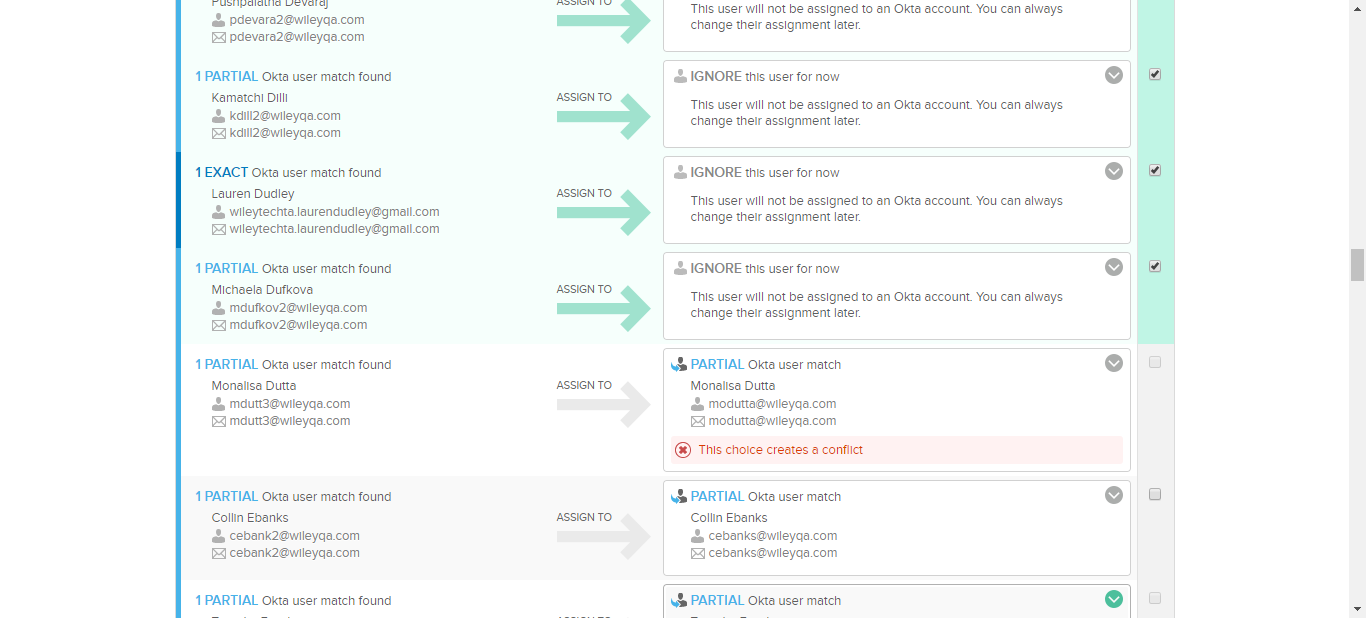 Pushpalatha Devaraj
pdevara2@wileyqa.com
pdevara2@wileyqa.com
ASSIGN TO
This user will not be assigned to an Okta account. You can always
change their assignment later.
1 PARTIAL Okta user match found
Kamatchi Dilli
kdill2@wileyqa.com
kdill2@wileyqa.com
ASSIGN TO
IGNORE this user for now
This user will not be assigned to an Okta account. You can always
change their assignment later.
1 EXACT Okta user match found
Lauren Dudley
wileytechta.laurendudley@gmail.com
wileytechta.laurendudley@gmail.com
ASSIGN TO
IGNORE this user for now
This user will not be assigned to an Okta account. You can always
change their assignment later.
1 PARTIAL Okta user match found
Michaela Dufkova
mdufkov2@wileyqa.com
mdufkov2@wileyqa.com
ASSIGN TO
IGNORE this user for now
This user will not be assigned to an Okta account. You can always
change their assignment later.
1 PARTIAL Okta user match found
Monalisa Dutta
mdutt3@wileyqa.com
mdutt3@wileyqa.com
ASSIGN TO
PARTIAL Okta user match
Monalisa Dutta
modutta@wileyqa.com
modutta@wileyqa.com
This choice creates a conflict
1 PARTIAL Okta user match found
Collin Ebanks
cebank2@wileyqa.com
cebank2@wileyqa.com
ASSIGN TO
PARTIAL Okta user match
Collin Ebanks
cebanks@wileyqa.com
cebanks@wileyqa.com
1 PARTIAL Okta user match found
ASSIGN TO
PARTIAL Okta user match